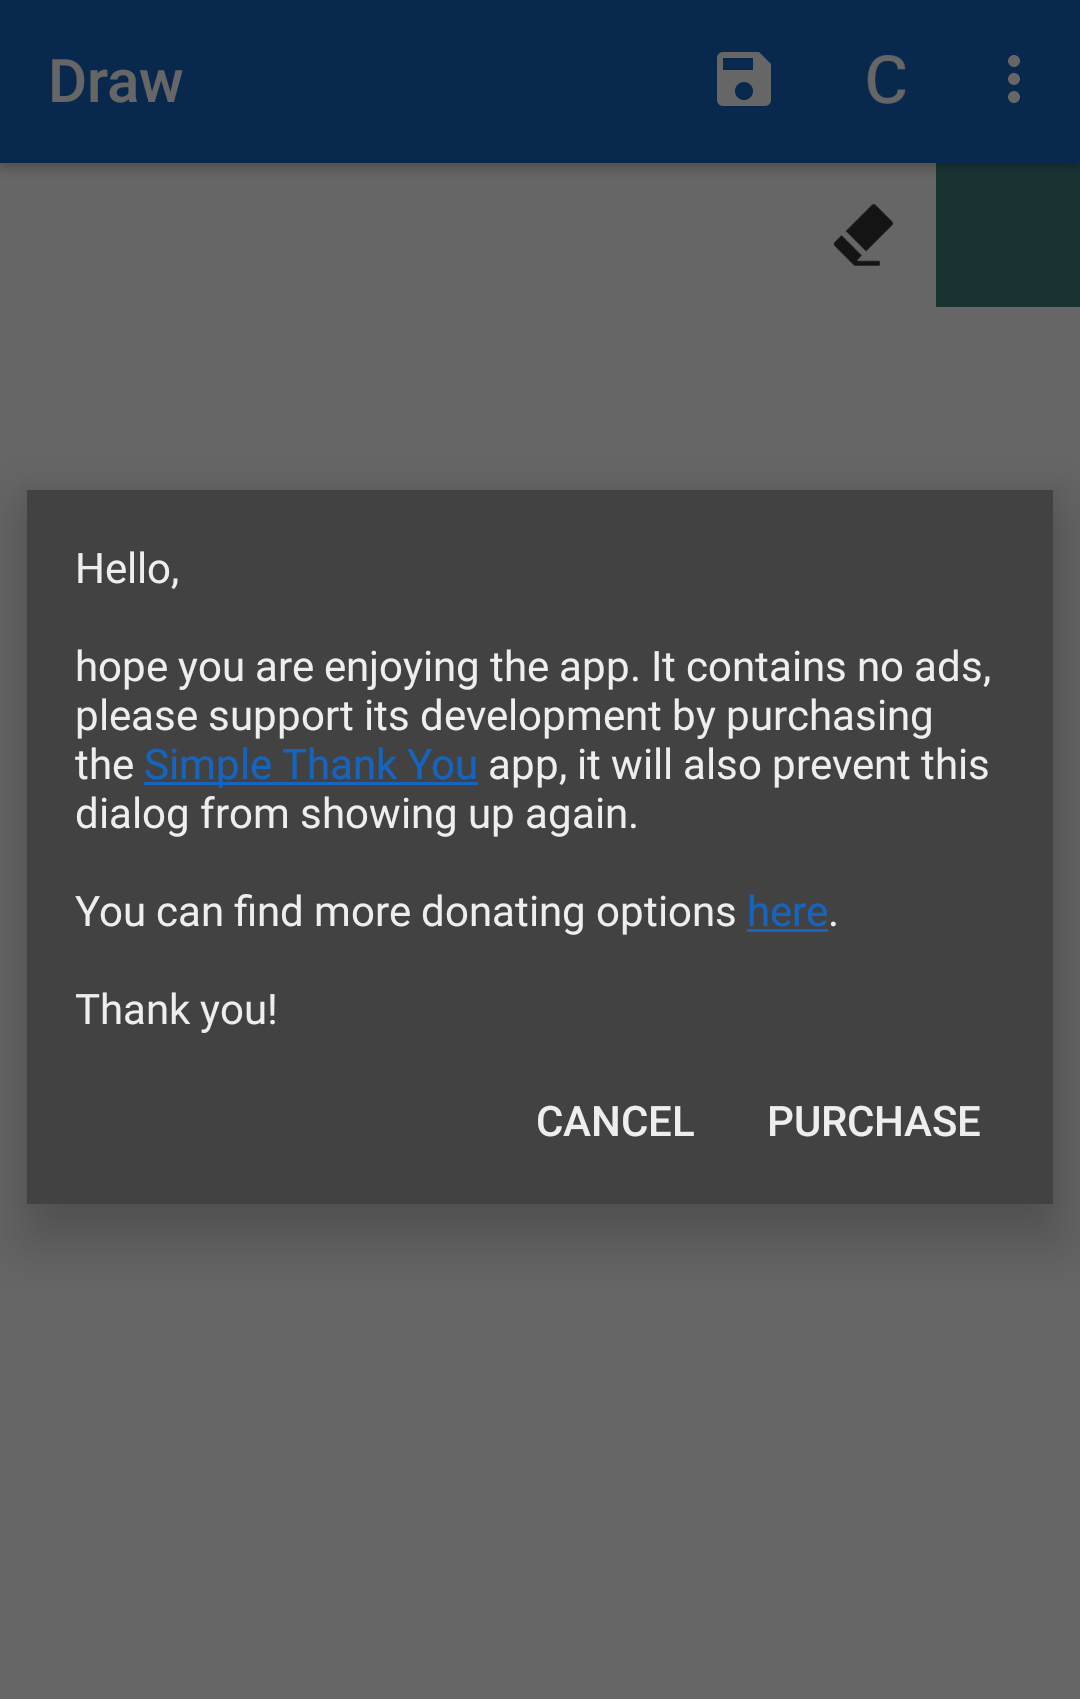 Draw C
Hello,
hope you are enjoying the app. It contains no ads,
please support its development by purchasing
the Simple Thank You app, it will also prevent this
dialog from showing up again.
You can find more donating options here.
Thank you!
CANCEL PURCHASE